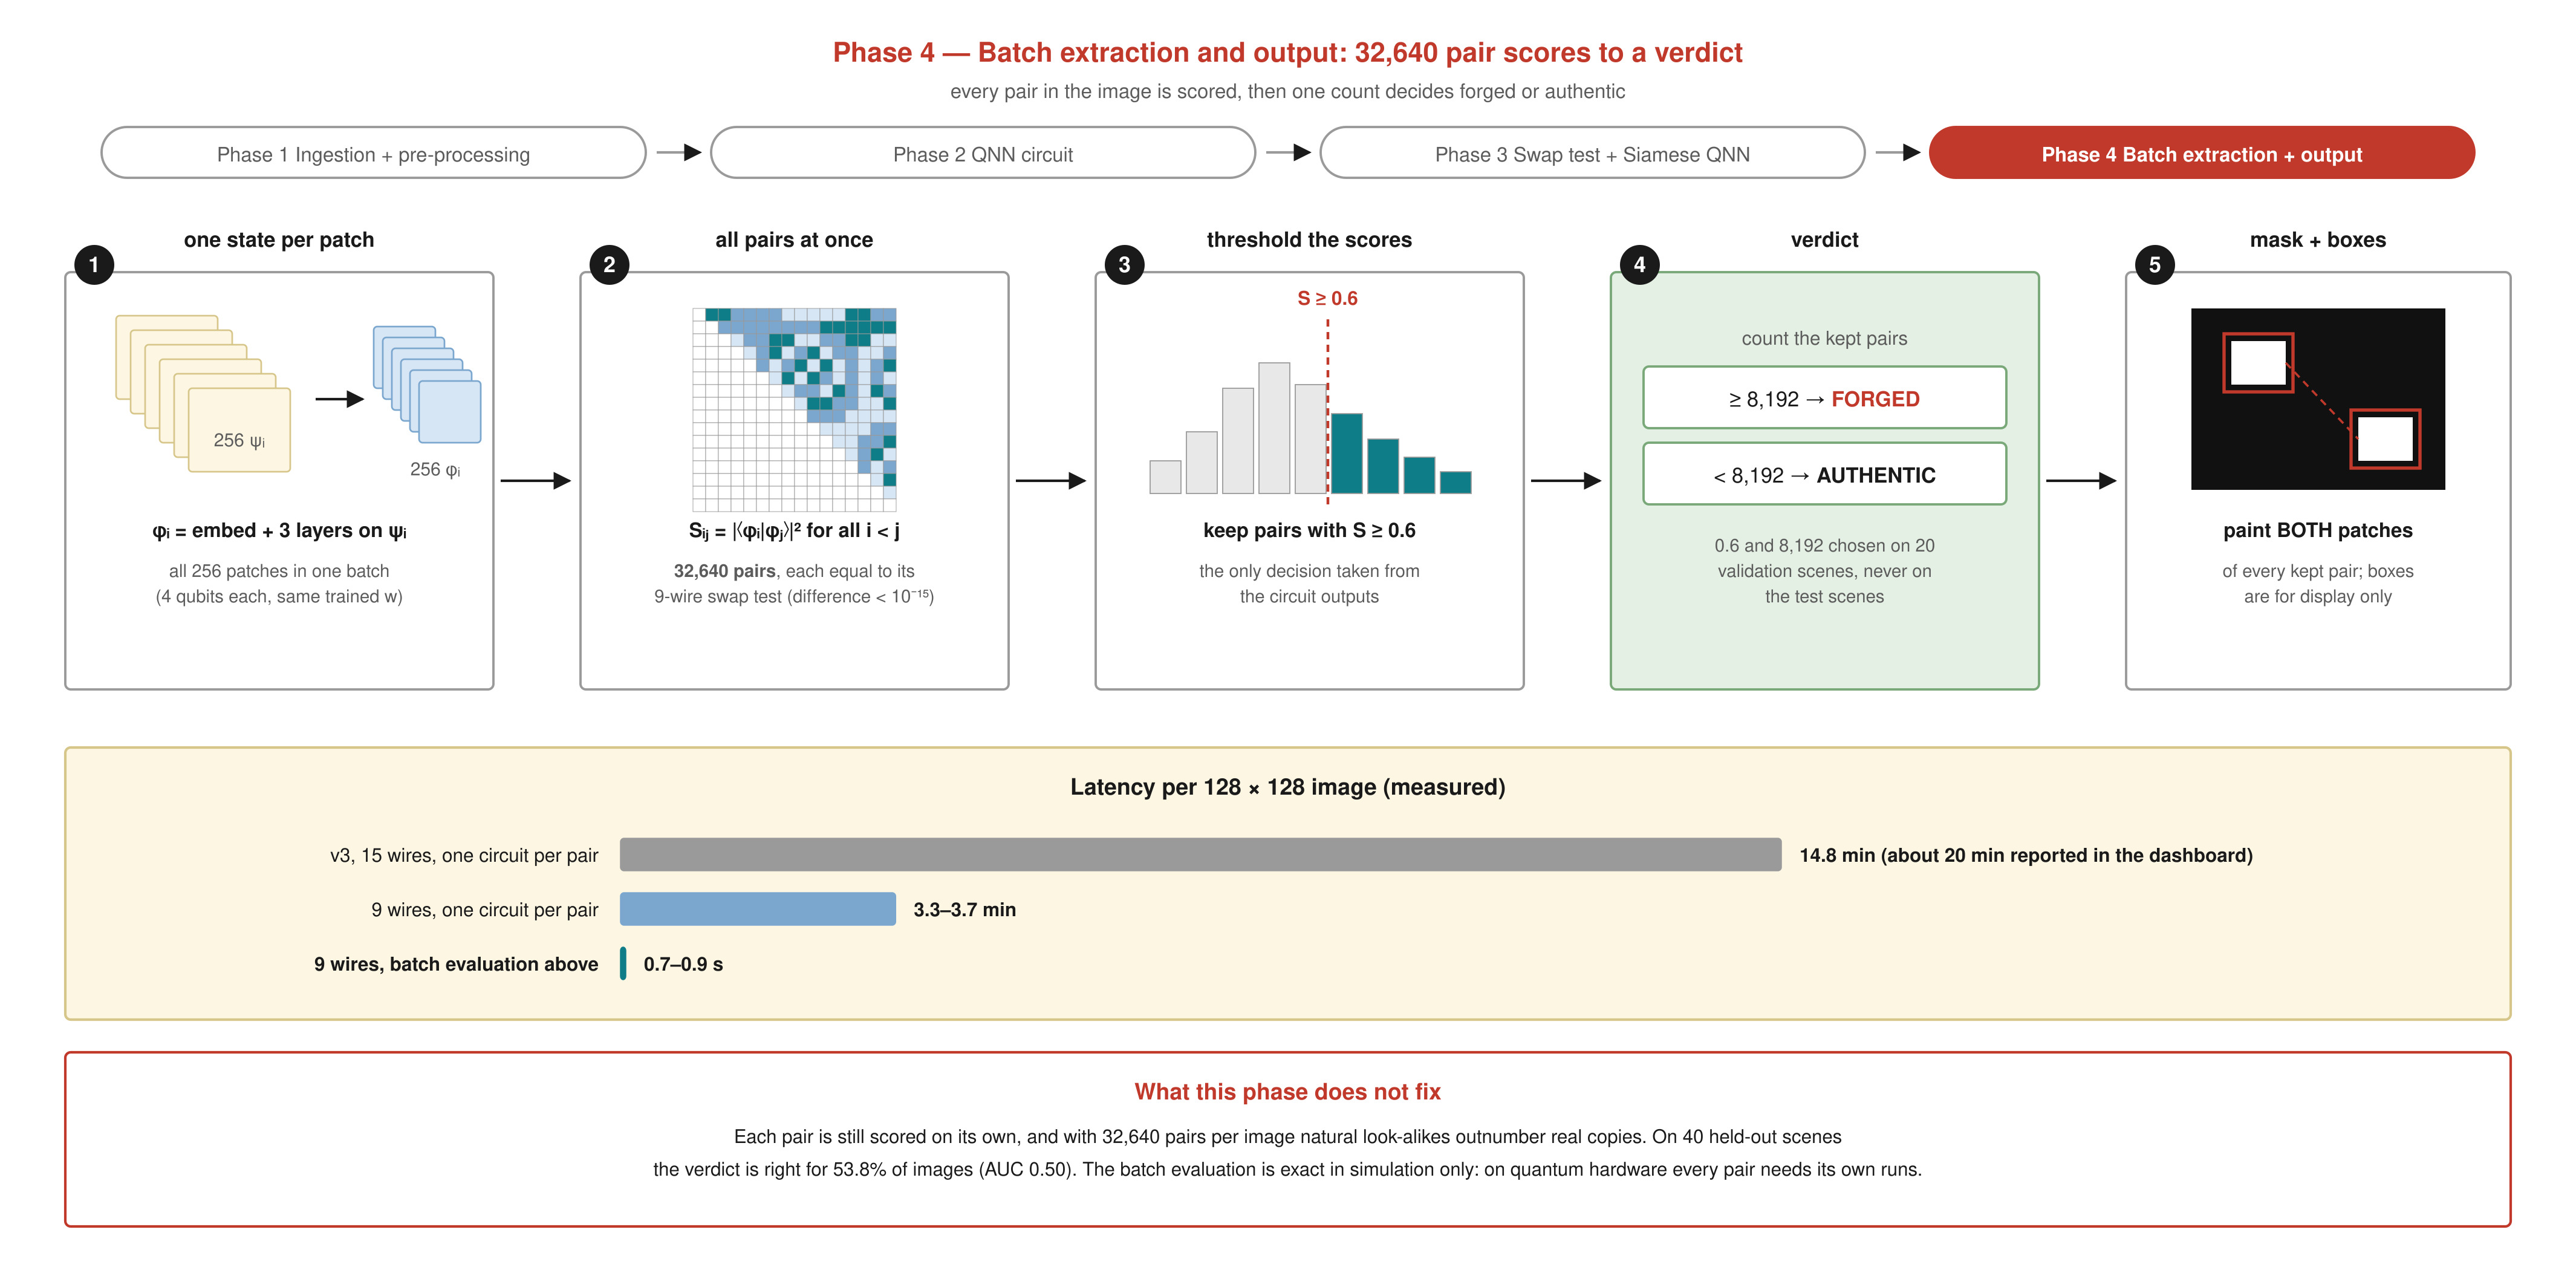 Phase 4 — Batch extraction and output: 32,640 pair scores to a verdict
every pair in the image is scored, then one count decides forged or authentic
Phase 1 Ingestion + pre-processing
Phase 2 QNN circuit
Phase 3 Swap test + Siamese QNN
Phase 4 Batch extraction + output
1
one state per patch
256 ψᵢ
256 φᵢ
φᵢ = embed + 3 layers on ψᵢ
all 256 patches in one batch
(4 qubits each, same trained w)
2
all pairs at once
Sᵢⱼ = |⟨φᵢ|φⱼ⟩|² for all i < j
32,640 pairs, each equal to its
9-wire swap test (difference < 10⁻¹⁵)
3
threshold the scores
S ≥ 0.6
keep pairs with S ≥ 0.6
the only decision taken from
the circuit outputs
4
verdict
count the kept pairs
≥ 8,192 → FORGED
< 8,192 → AUTHENTIC
0.6 and 8,192 chosen on 20
validation scenes, never on
the test scenes
5
mask + boxes
paint BOTH patches
of every kept pair; boxes
are for display only
Latency per 128 × 128 image (measured)
v3, 15 wires, one circuit per pair
14.8 min (about 20 min reported in the dashboard)
9 wires, one circuit per pair
3.3–3.7 min
9 wires, batch evaluation above
0.7–0.9 s
What this phase does not fix
Each pair is still scored on its own, and with 32,640 pairs per image natural look-alikes outnumber real copies. On 40 held-out scenes
the verdict is right for 53.8% of images (AUC 0.50). The batch evaluation is exact in simulation only: on quantum hardware every pair needs its own runs.